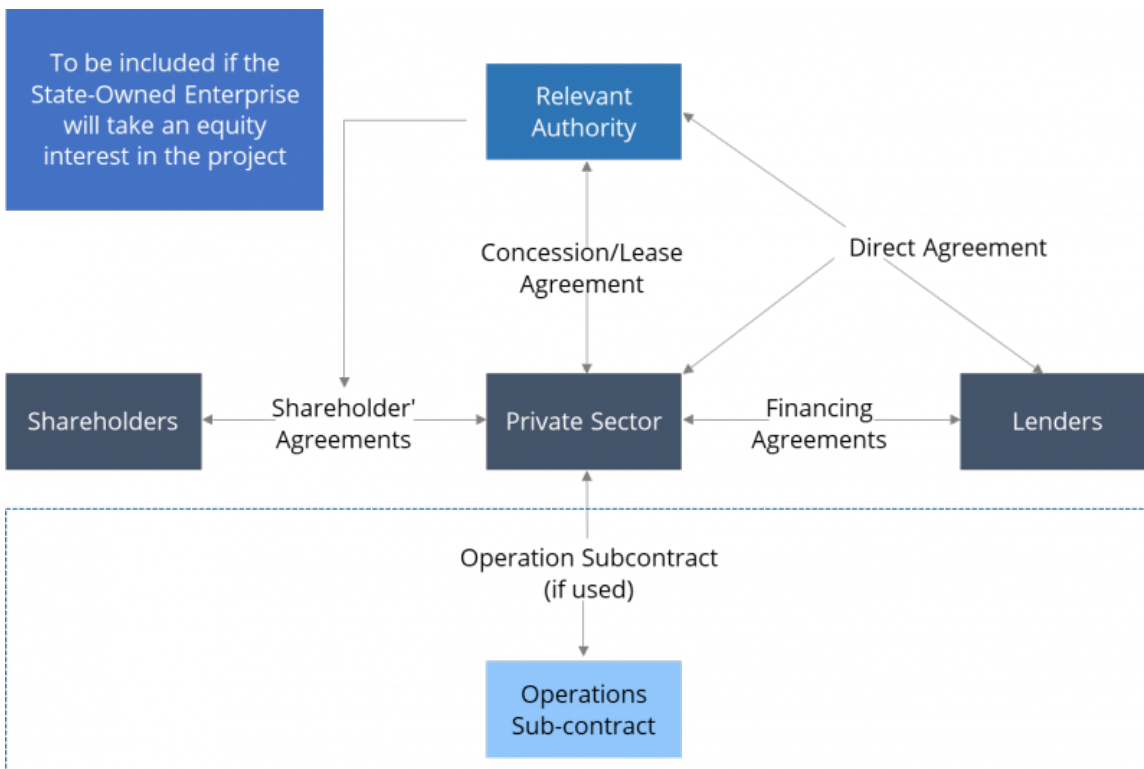 To be included if the
State-Owned Enterprise
will take an equity
interest in the project
Relevant
Authority
Concession/Lease
Agreement
Direct Agreement
Shareholders
Shareholder'
Agreements
Private Sector
Financing
Agreements
Lenders
Operation Subcontract
(if used)
Operations
Sub-contract